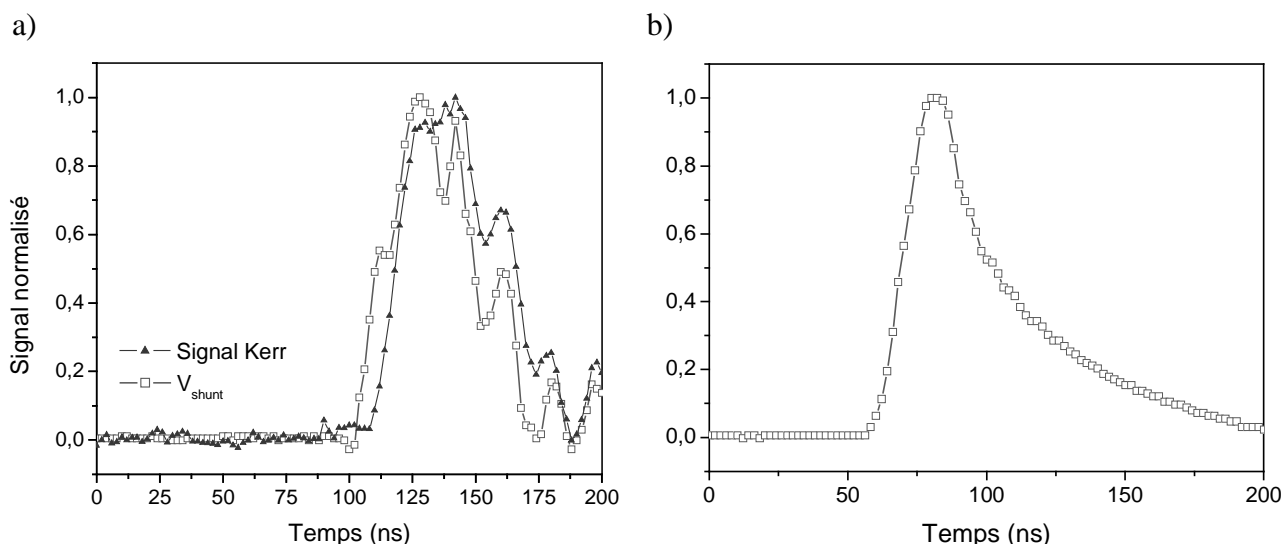 a)
b)
1,0
0,8
0,6
0,4
0,2
0,0
Signal normalisé
Signal Kerr
V_shunt
0 25 50 75 100 125 150 175 200
Temps (ns)
1,0
0,8
0,6
0,4
0,2
0,0
0 50 100 150 200
Temps (ns)